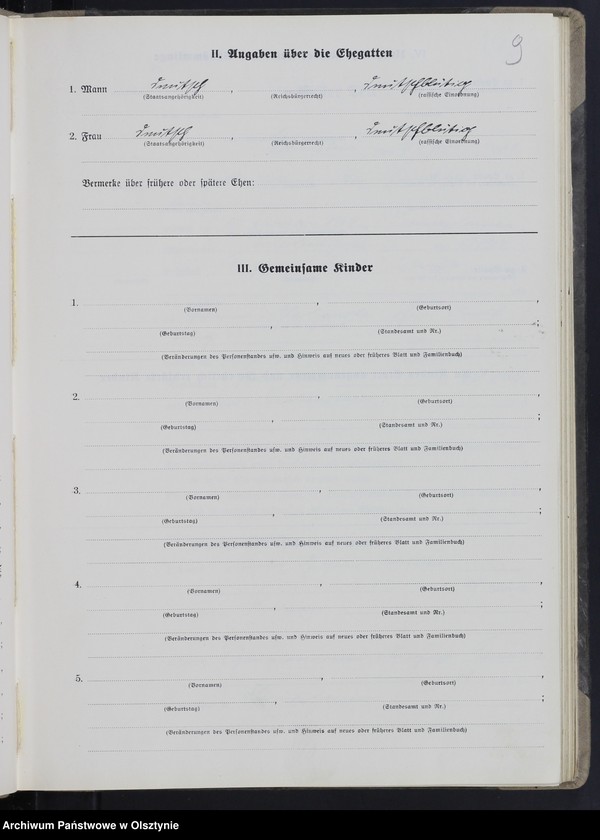 9
II. Angaben über die Ehegatten
1. Mann deutsch , , deutschblütig
(Staatsangehörigkeit) (Reichsbürgerrecht) (rassische Einordnung)
2. Frau deutsch , , deutschblütig
(Staatsangehörigkeit) (Reichsbürgerrecht) (rassische Einordnung)
Vermerke über frühere oder spätere Ehen:
III. Gemeinsame Kinder
1. , ,
(Vornamen) (Geburtsort)
, ;
(Geburtstag) (Standesamt und Nr.)
(Veränderungen des Personenstandes usw. und Hinweis auf neues oder früheres Blatt und Familienbuch)
2. , ,
(Vornamen) (Geburtsort)
, ;
(Geburtstag) (Standesamt und Nr.)
(Veränderungen des Personenstandes usw. und Hinweis auf neues oder früheres Blatt und Familienbuch)
3. , ,
(Vornamen) (Geburtsort)
, ;
(Geburtstag) (Standesamt und Nr.)
(Veränderungen des Personenstandes usw. und Hinweis auf neues oder früheres Blatt und Familienbuch)
4. , ,
(Vornamen) (Geburtsort)
, ;
(Geburtstag) (Standesamt und Nr.)
(Veränderungen des Personenstandes usw. und Hinweis auf neues oder früheres Blatt und Familienbuch)
5. , ,
(Vornamen) (Geburtsort)
, ;
(Geburtstag) (Standesamt und Nr.)
(Veränderungen des Personenstandes usw. und Hinweis auf neues oder früheres Blatt und Familienbuch)
Archiwum Państwowe w Olsztynie